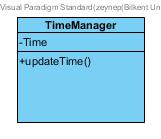 Visual Paradigm Standard(zeynep(Bilkent Un
TimeManager
-Time
+updateTime()